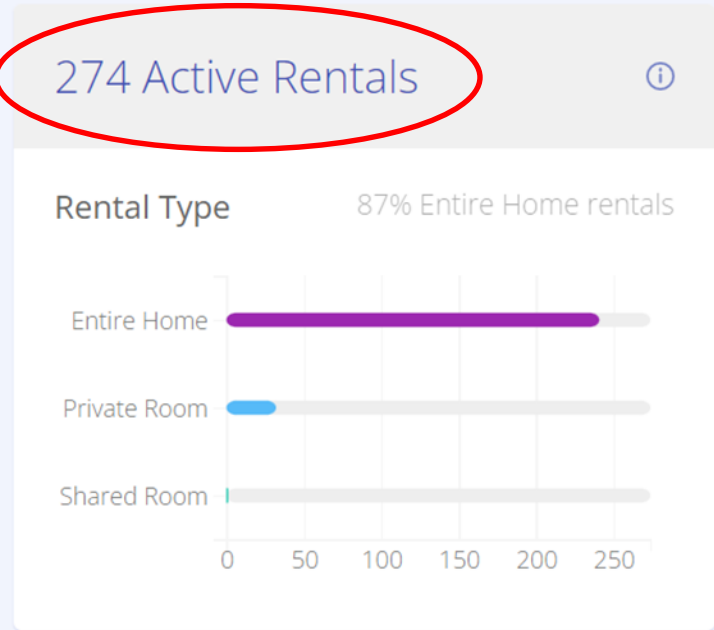 274 Active Rentals
Rental Type
87% Entire Home rentals
Entire Home
Private Room
Shared Room
0 50 100 150 200 250